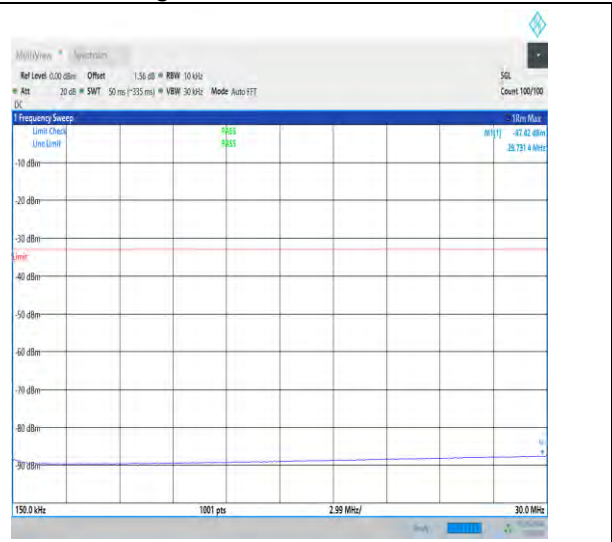 MultiView Spectrum
Ref Level 0.00 dBm Offset 1.56 dB RBW 10 kHz SGL
Att 20 dB SWT 50 ms (~335 ms) VBW 30 kHz Mode Auto FFT Count 100/100
DC
1 Frequency Sweep 1Rm Max
Limit Check PASS M1[1] -87.42 dBm
Line Limit PASS 29.731 4 MHz
-10 dBm
-20 dBm
-30 dBm
Limit
-40 dBm
-50 dBm
-60 dBm
-70 dBm
-80 dBm
-90 dBm
150.0 kHz 1001 pts 2.99 MHz/ 30.0 MHz
Ready